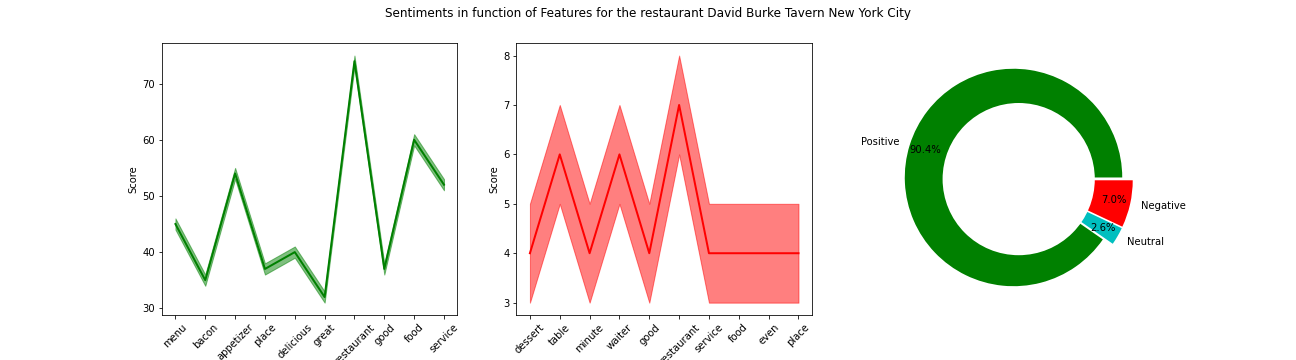 Sentiments in function of Features for the restaurant David Burke Tavern New York City
Score
70
60
50
40
30
menu
bacon
appetizer
place
delicious
great
estaurant
good
food
service
Score
8
7
6
5
4
3
dessert
table
minute
waiter
good
estaurant
service
food
even
place
Positive
90.4%
7.0%
Negative
2.6%
Neutral